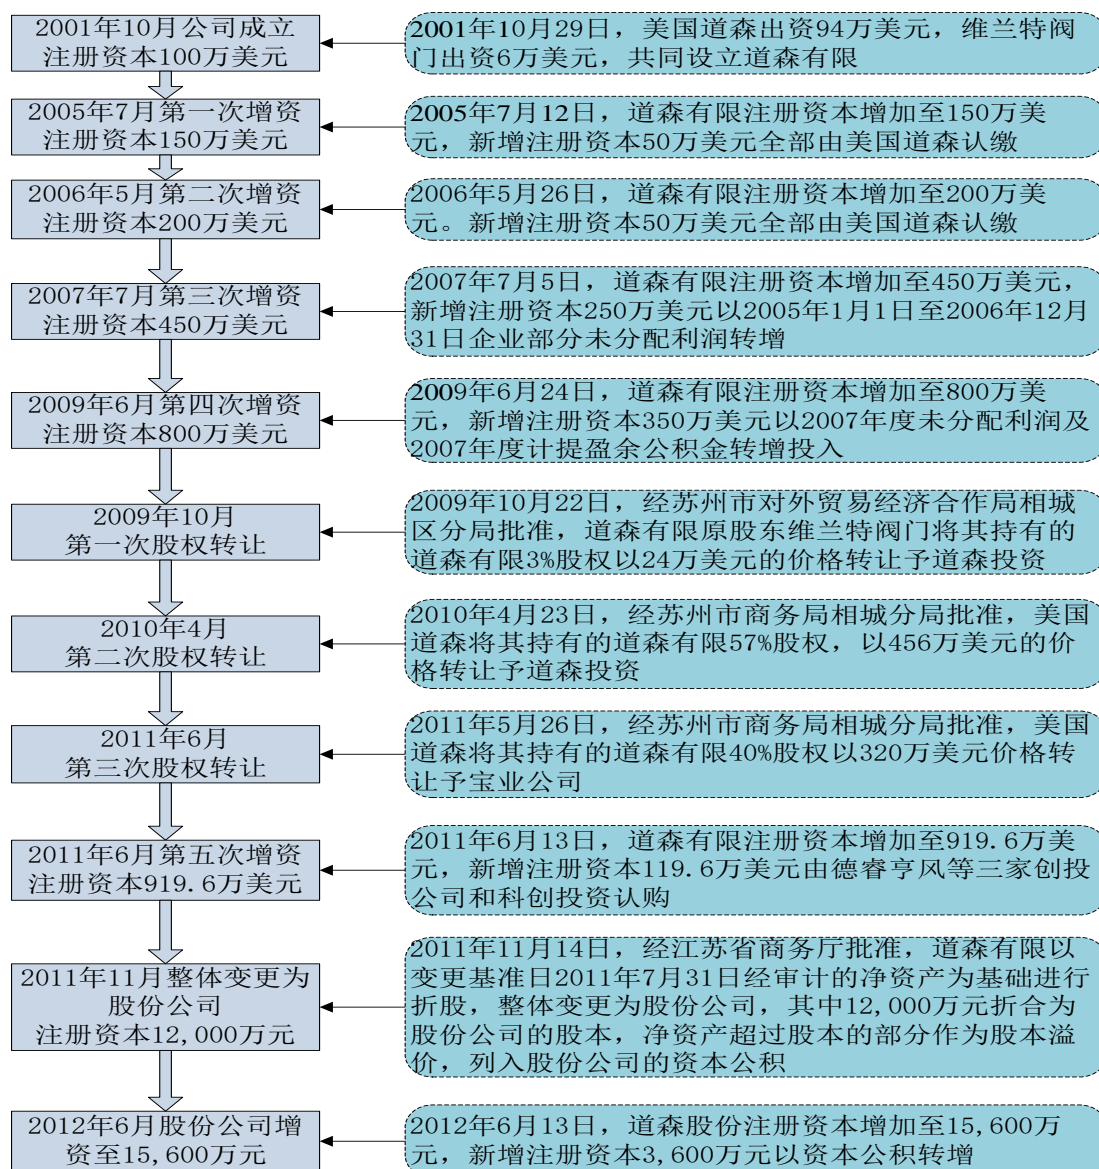 2001年10月公司成立
注册资本100万美元
2001年10月29日，美国道森出资94万美元，维兰特阀
门出资6万美元，共同设立道森有限
2005年7月第一次增资
注册资本150万美元
2005年7月12日，道森有限注册资本增加至150万美
元，新增注册资本50万美元全部由美国道森认缴
2006年5月第二次增资
注册资本200万美元
2006年5月26日，道森有限注册资本增加至200万美
元。新增注册资本50万美元全部由美国道森认缴
2007年7月第三次增资
注册资本450万美元
2007年7月5日，道森有限注册资本增加至450万美元，
新增注册资本250万美元以2005年1月1日至2006年12月
31日企业部分未分配利润转增
2009年6月第四次增资
注册资本800万美元
2009年6月24日，道森有限注册资本增加至800万美
元，新增注册资本350万美元以2007年度未分配利润及
2007年度计提盈余公积金转增投入
2009年10月
第一次股权转让
2009年10月22日，经苏州市对外贸易经济合作局相城
区分局批准，道森有限原股东维兰特阀门将其持有的
道森有限3%股权以24万美元的价格转让予道森投资
2010年4月
第二次股权转让
2010年4月23日，经苏州市商务局相城分局批准，美国
道森将其持有的道森有限57%股权，以456万美元的价
格转让予道森投资
2011年6月
第三次股权转让
2011年5月26日，经苏州市商务局相城分局批准，美国
道森将其持有的道森有限40%股权以320万美元价格转
让予宝业公司
2011年6月第五次增资
注册资本919.6万美元
2011年6月13日，道森有限注册资本增加至919.6万美
元，新增注册资本119.6万美元由德睿亨风等三家创投
公司和科创投资认购
2011年11月整体变更为
股份公司
注册资本12,000万元
2011年11月14日，经江苏省商务厅批准，道森有限以
变更基准日2011年7月31日经审计的净资产为基础进行
折股，整体变更为股份公司，其中12,000万元折合为
股份公司的股本，净资产超过股本的部分作为股本溢
价，列入股份公司的资本公积
2012年6月股份公司增
资至15,600万元
2012年6月13日，道森股份注册资本增加至15,600万
元，新增注册资本3,600万元以资本公积转增